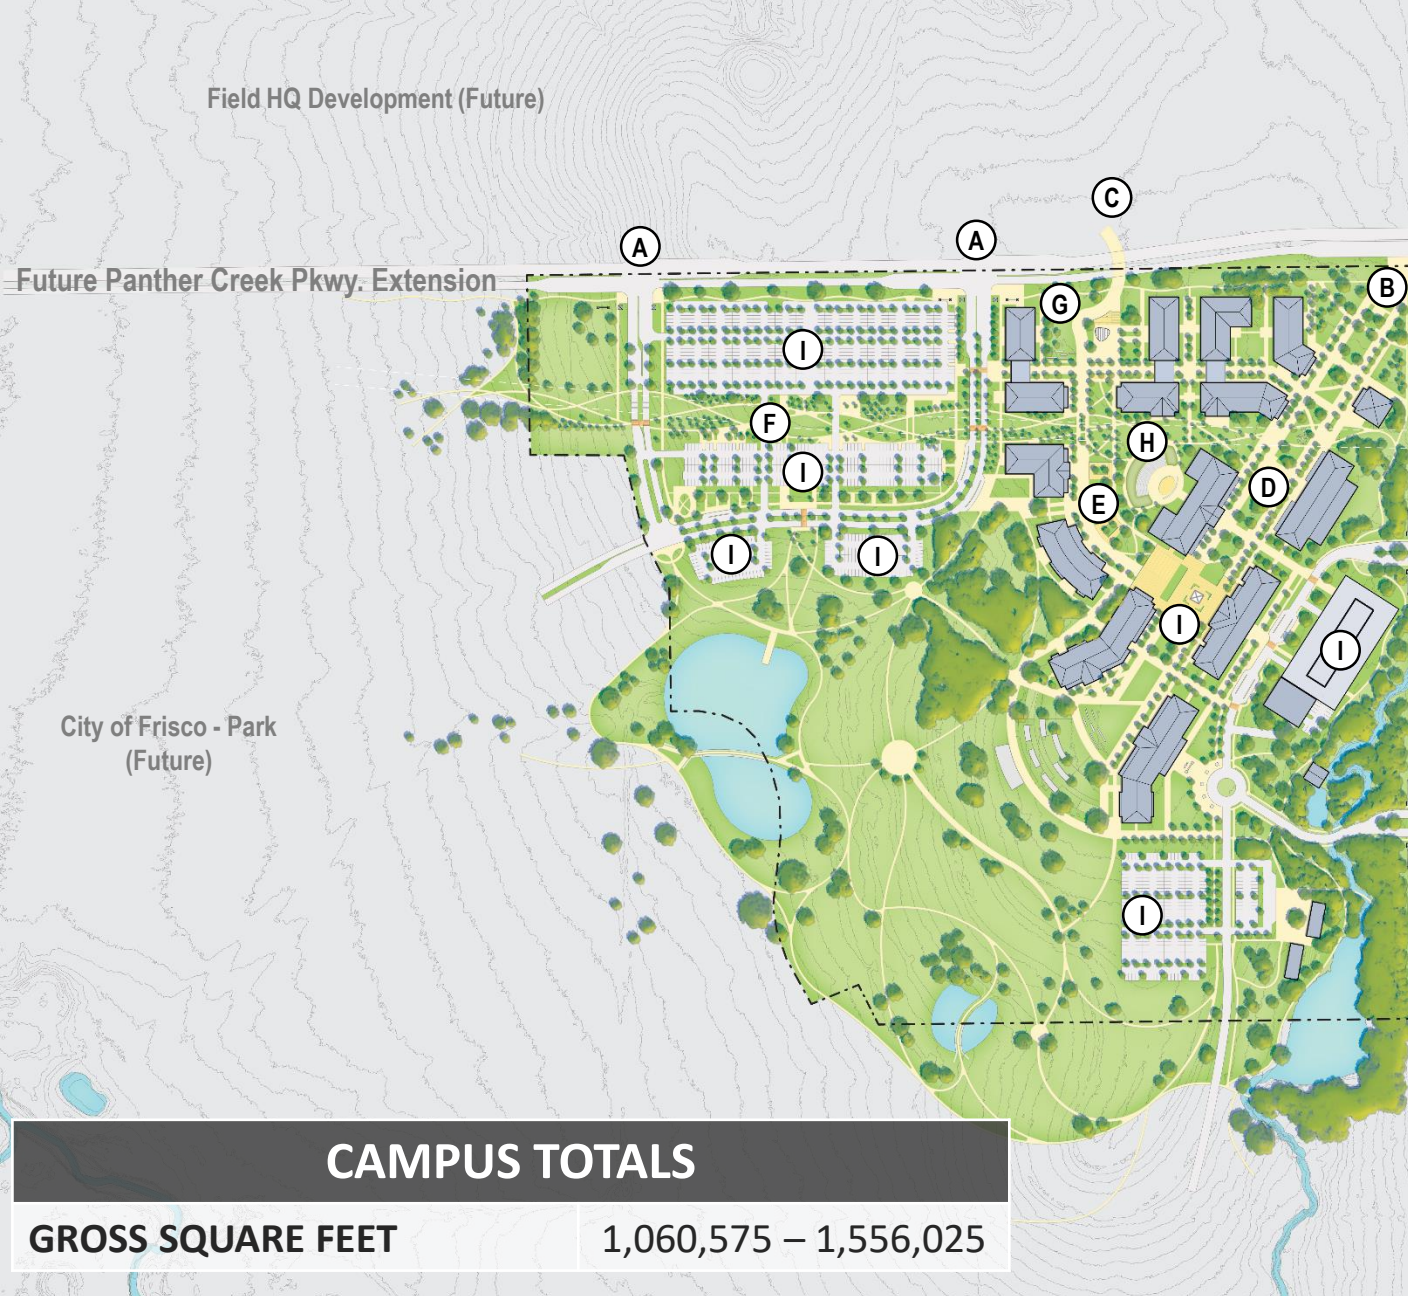 Field HQ Development (Future)
C
A
A
Future Panther Creek Pkwy. Extension
B
G
I
F
H
I
D
E
I
I
I
I
City of Frisco - Park
(Future)
I
CAMPUS TOTALS
GROSS SQUARE FEET 1,060,575 – 1,556,025